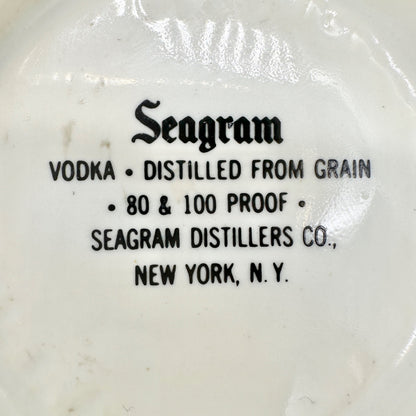 Seagram
VODKA • DISTILLED FROM GRAIN
• 80 & 100 PROOF •
SEAGRAM DISTILLERS CO.,
NEW YORK, N.Y.